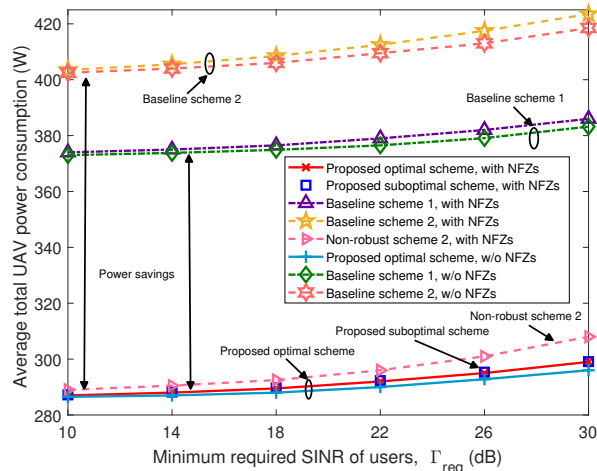 420
400
380
360
340
320
300
280
10
14
18
22
26
30
Average total UAV power consumption (W)
Minimum required SINR of users, Γreq (dB)
Baseline scheme 2
Baseline scheme 1
Proposed optimal scheme, with NFZs
Proposed suboptimal scheme, with NFZs
Baseline scheme 1, with NFZs
Baseline scheme 2, with NFZs
Non-robust scheme 2, with NFZs
Proposed optimal scheme, w/o NFZs
Baseline scheme 1, w/o NFZs
Baseline scheme 2, w/o NFZs
Power savings
Non-robust scheme 2
Proposed suboptimal scheme
Proposed optimal scheme